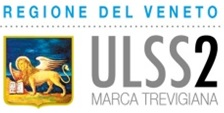 REGIONE DEL VENETO
ULSS2
MARCA TREVIGIANA